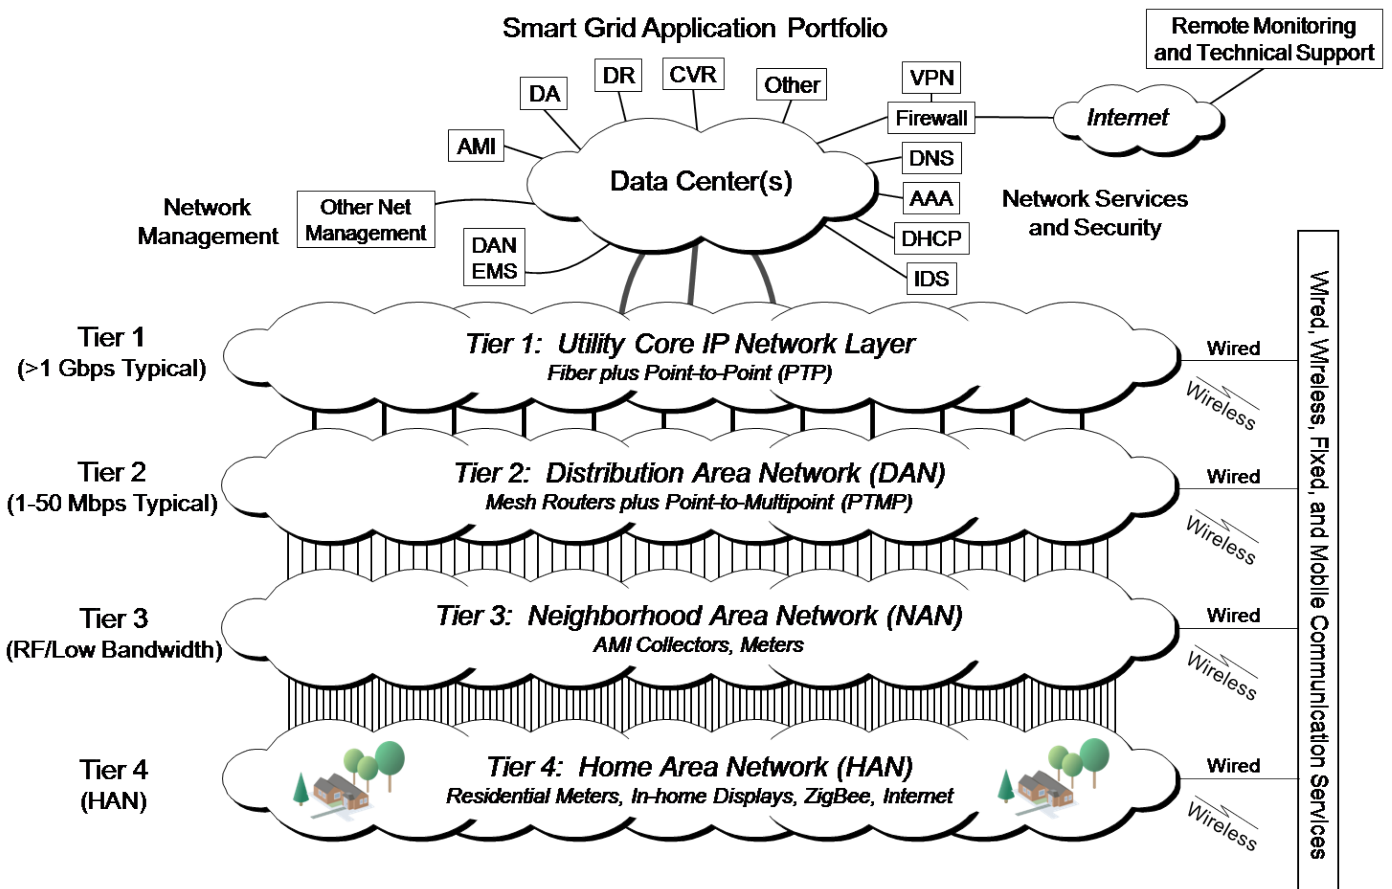 Smart Grid Application Portfolio
Remote Monitoring
and Technical Support
DA
DR
CVR
Other
VPN
Firewall
Internet
AMI
DNS
Data Center(s)
AAA
Network Services
and Security
Network
Management
Other Net
Management
DHCP
DAN
EMS
IDS
Tier 1
(>1 Gbps Typical)
Tier 1: Utility Core IP Network Layer
Fiber plus Point-to-Point (PTP)
Wired
Wireless
Tier 2
(1-50 Mbps Typical)
Tier 2: Distribution Area Network (DAN)
Mesh Routers plus Point-to-Multipoint (PTMP)
Wired
Wireless
Tier 3
(RF/Low Bandwidth)
Tier 3: Neighborhood Area Network (NAN)
AMI Collectors, Meters
Wired
Wireless
Tier 4
(HAN)
Tier 4: Home Area Network (HAN)
Residential Meters, In-home Displays, ZigBee, Internet
Wired
Wireless
Wired, Wireless, Fixed, and Mobile Communication Services